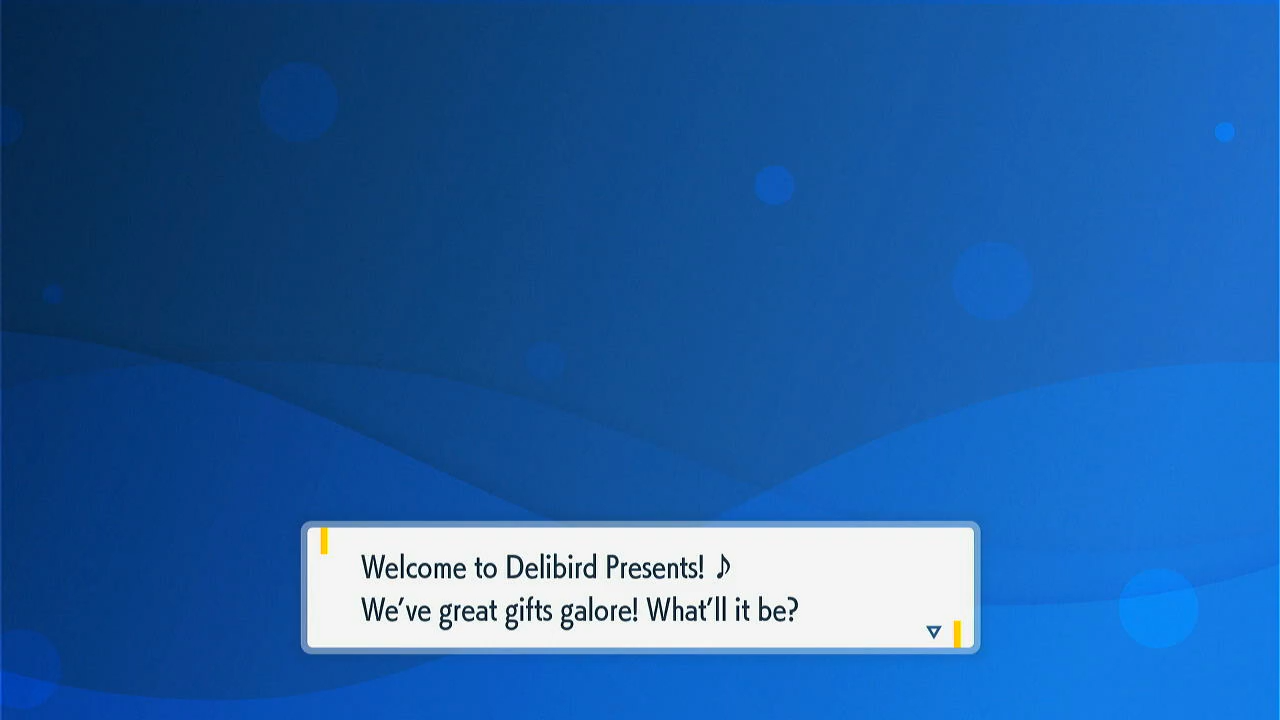 Welcome to Delibird Presents! ♪
We've great gifts galore! What'll it be?